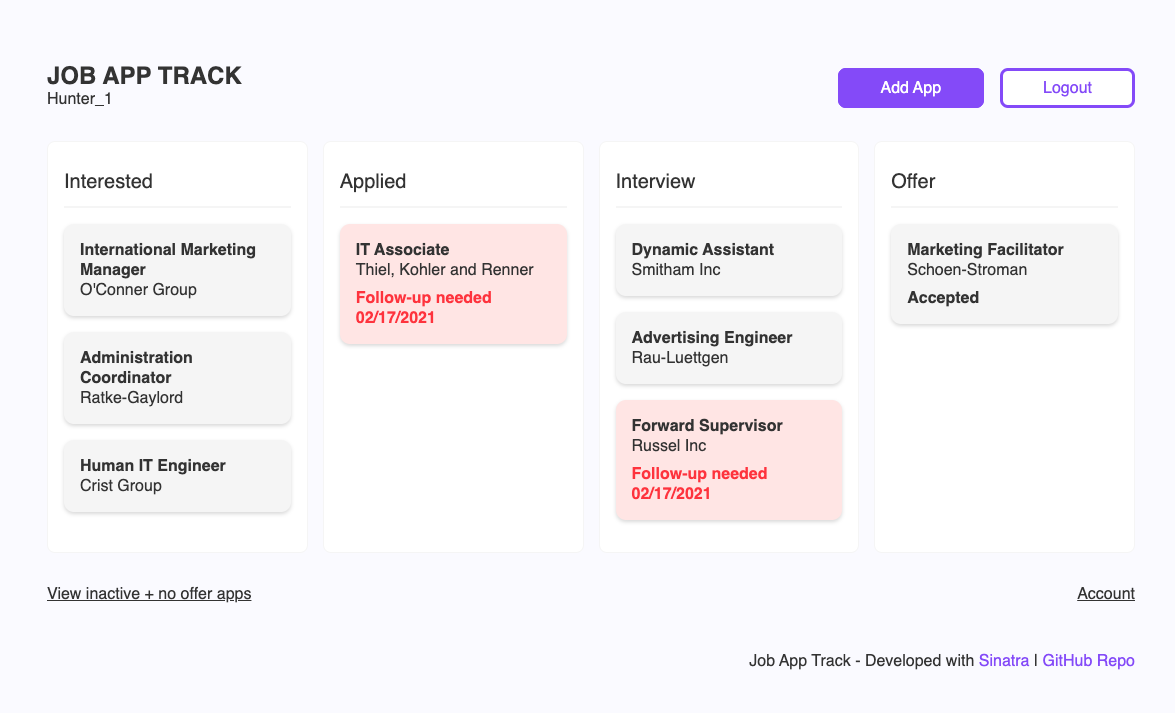 JOB APP TRACK
Hunter_1
Add App
Logout
Interested
International Marketing
Manager
O'Conner Group
Administration
Coordinator
Ratke-Gaylord
Human IT Engineer
Crist Group
Applied
IT Associate
Thiel, Kohler and Renner
Follow-up needed
02/17/2021
Interview
Dynamic Assistant
Smitham Inc
Advertising Engineer
Rau-Luettgen
Forward Supervisor
Russel Inc
Follow-up needed
02/17/2021
Offer
Marketing Facilitator
Schoen-Stroman
Accepted
View inactive + no offer apps
Account
Job App Track - Developed with Sinatra | GitHub Repo